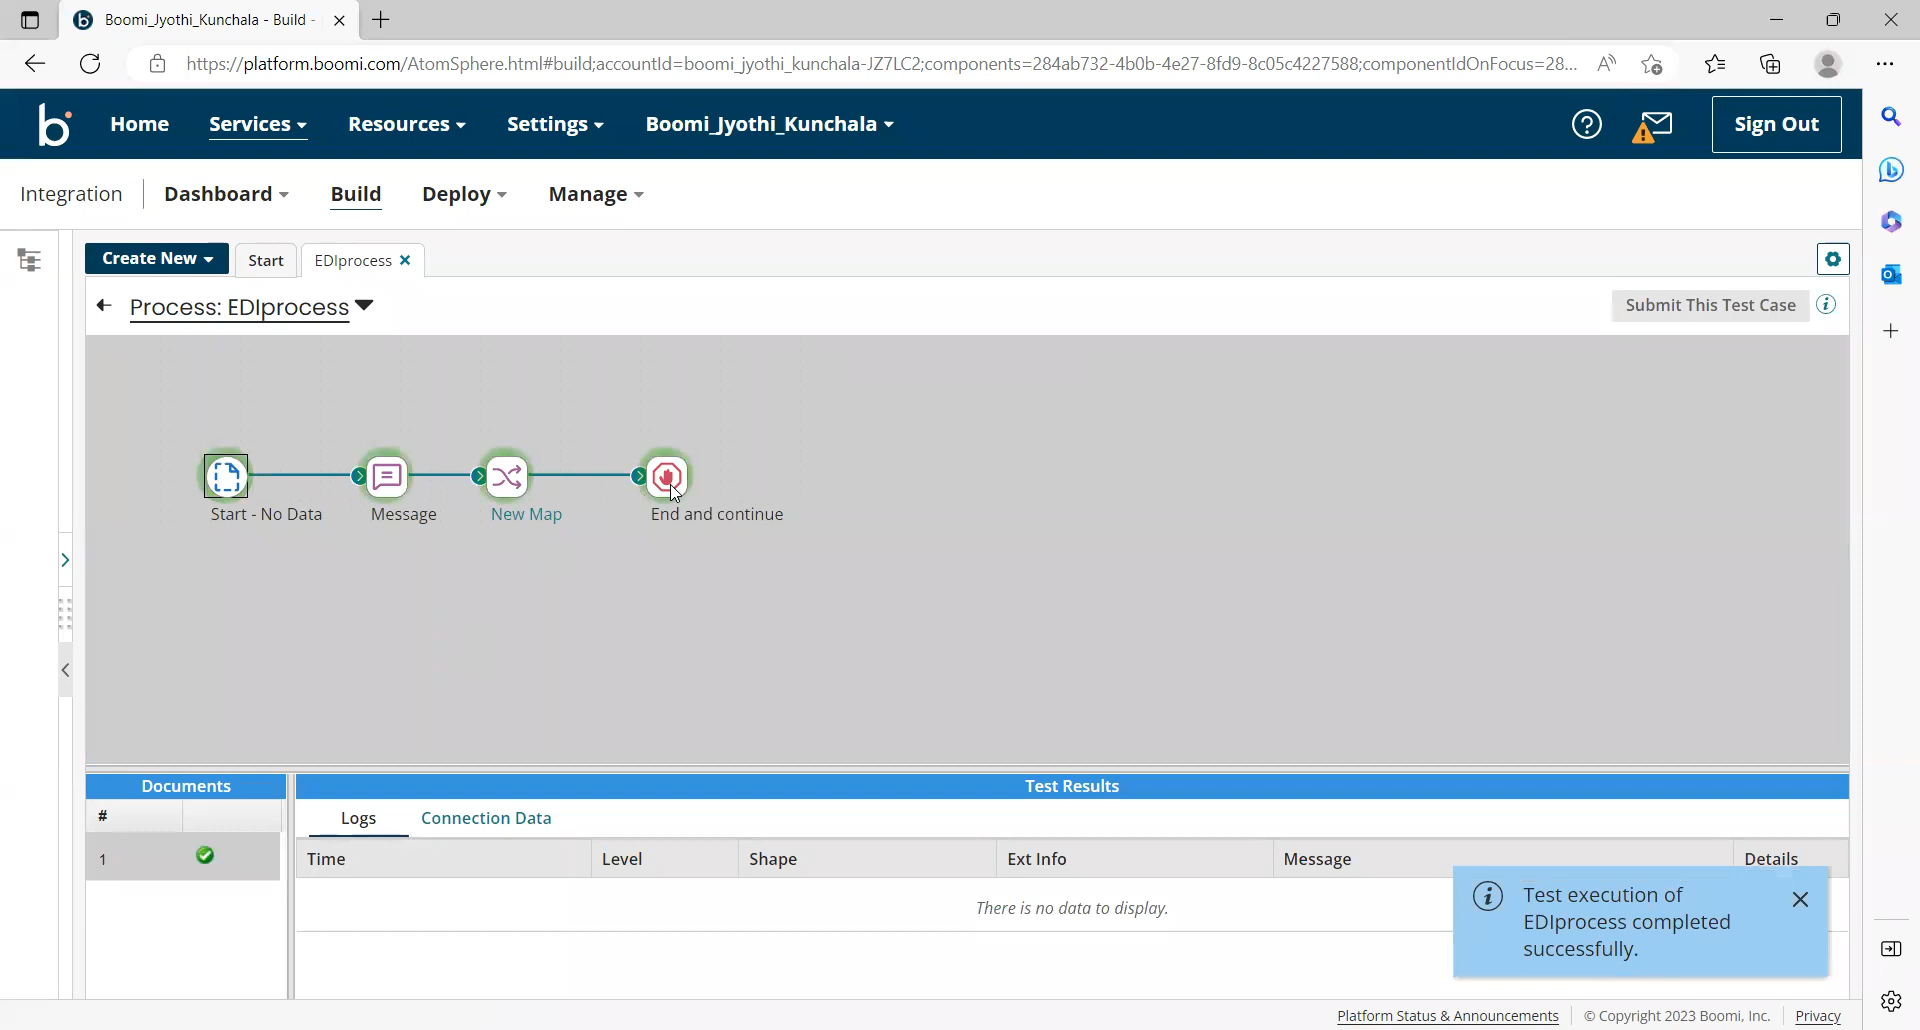 Boomi_Jyothi_Kunchala - Build -
https://platform.boomi.com/AtomSphere.html#build;accountId=boomi_jyothi_kunchala-JZ7LC2;components=284ab732-4b0b-4e27-8fd9-8c05c4227588;componentIdOnFocus=28...
b Home Services Resources Settings Boomi_Jyothi_Kunchala Sign Out
Integration Dashboard Build Deploy Manage
Create New Start EDIprocess
Process: EDIprocess Submit This Test Case
Start - No Data Message New Map End and continue
Documents Test Results
# Logs Connection Data
1 Time Level Shape Ext Info Message Details
There is no data to display.
Test execution of
EDIprocess completed
successfully.
Platform Status & Announcements © Copyright 2023 Boomi, Inc. Privacy